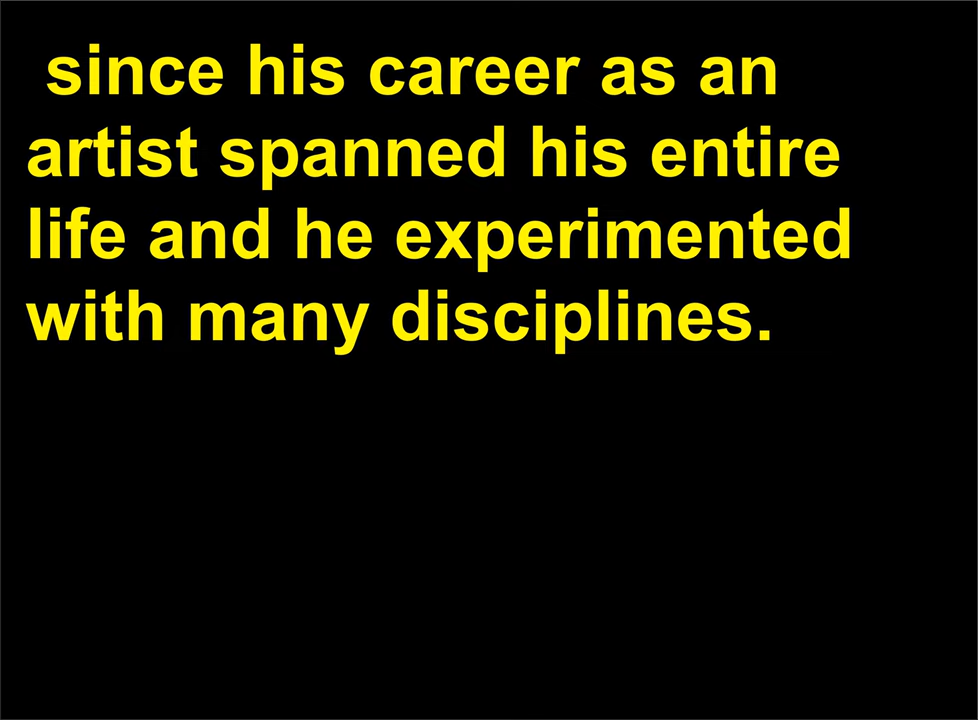 since his career as an
artist spanned his entire
life and he experimented
with many disciplines.